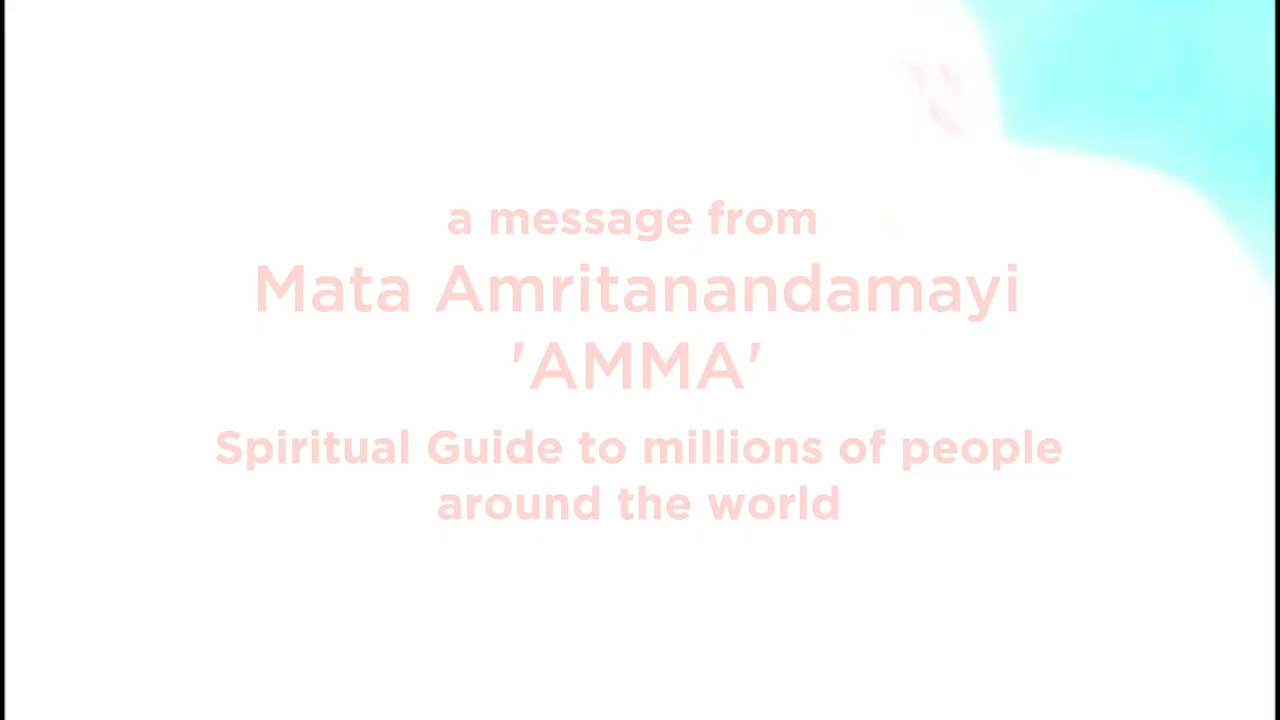 a message from
Mata Amritanandamayi
'AMMA'
Spiritual Guide to millions of people
around the world